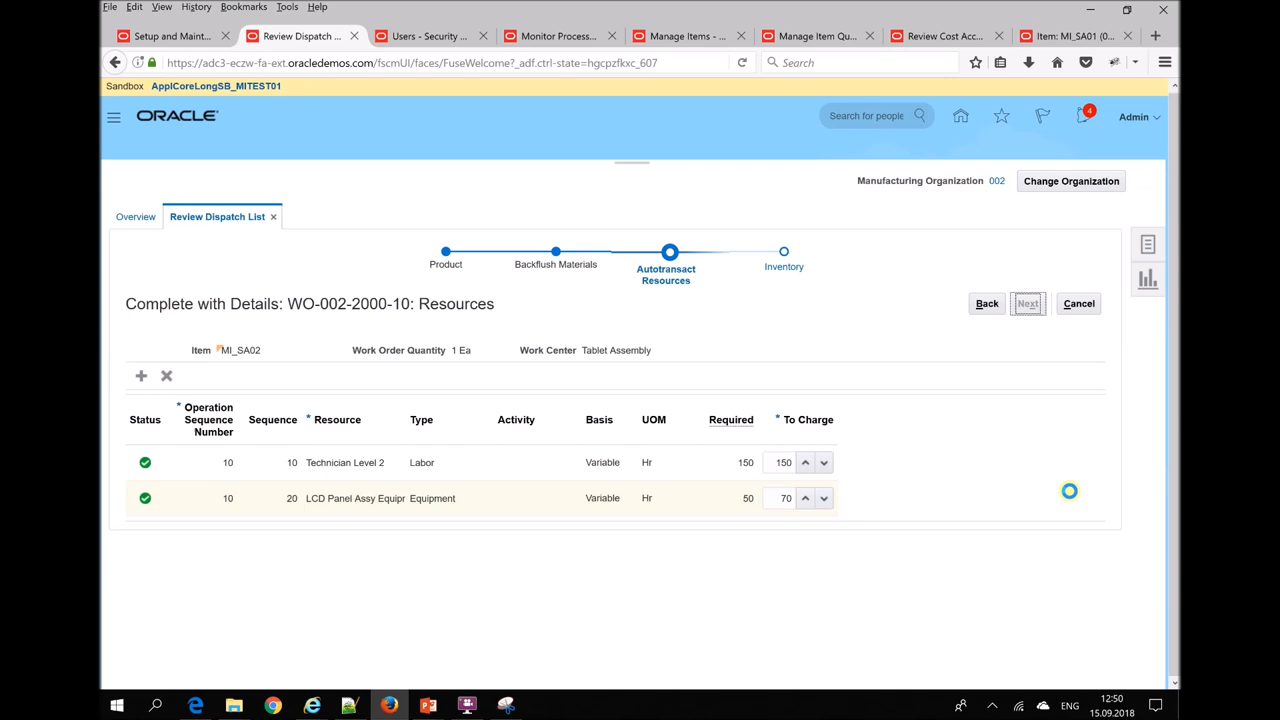 File Edit View History Bookmarks Tools Help
Setup and Maint... Review Dispatch ... Users - Security ... Monitor Process... Manage Items - ... Manage Item Qu... Review Cost Acc... Item: MI_SA01 (0...
https://adc3-eczw-fa-ext.oracledemos.com/fscmUI/faces/FuseWelcome?_adf.ctrl-state=hgcpzfkxc_607 Search
Sandbox ApplCoreLongSB_MITEST01
ORACLE Search for people 4 Admin
Manufacturing Organization 002 Change Organization
Overview Review Dispatch List
Product Backflush Materials Autotransact Inventory
Resources
Complete with Details: WO-002-2000-10: Resources Back Next Cancel
Item MI_SA02 Work Order Quantity 1 Ea Work Center Tablet Assembly
* Operation
Status Sequence Sequence * Resource Type Activity Basis UOM Required * To Charge
Number
10 10 Technician Level 2 Labor Variable Hr 150 150
10 20 LCD Panel Assy Equipr Equipment Variable Hr 50 70
ENG 12:50
15.09.2018